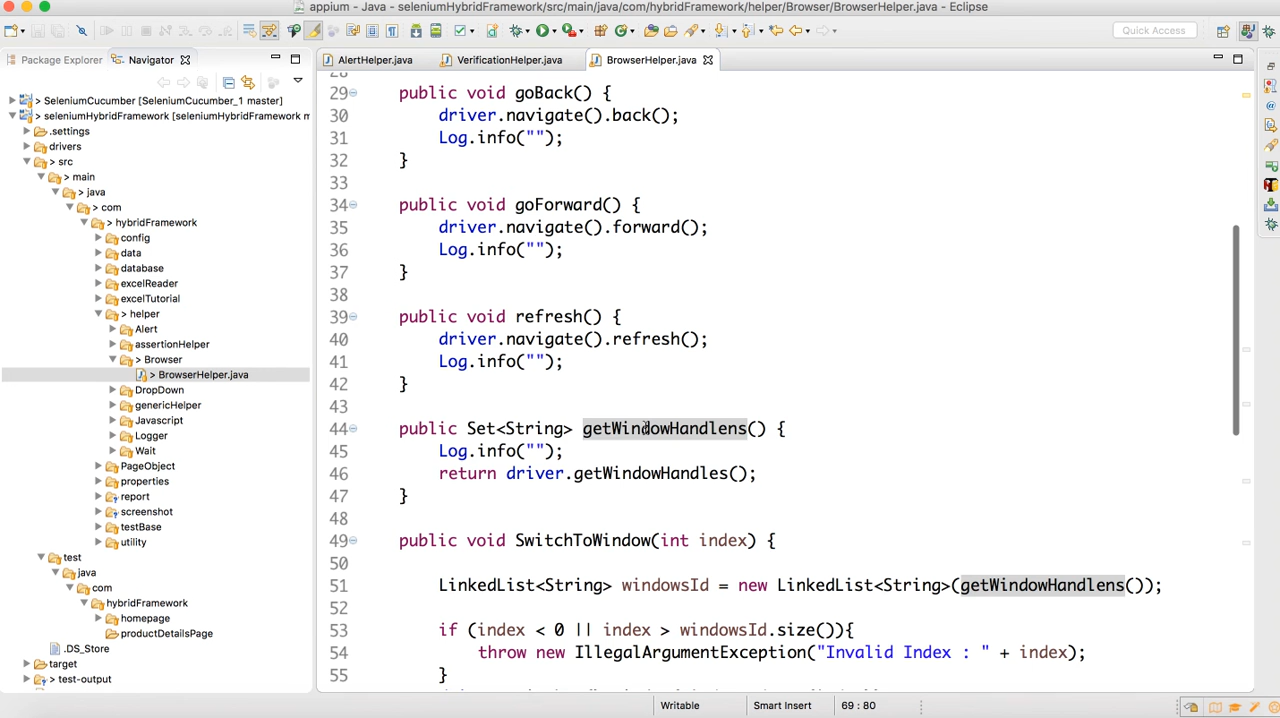 appium - Java - seleniumHybridFramework/src/main/java/com/hybridFramework/helper/Browser/BrowserHelper.java - Eclipse
Quick Access
Package Explorer
Navigator
AlertHelper.java
VerificationHelper.java
BrowserHelper.java
> SeleniumCucumber [SeleniumCucumber_1 master]
> seleniumHybridFramework [seleniumHybridFramework m
.settings
drivers
> src
> main
> java
> com
> hybridFramework
config
data
database
excelReader
excelTutorial
> helper
Alert
assertionHelper
> Browser
> BrowserHelper.java
DropDown
genericHelper
Javascript
Logger
Wait
PageObject
properties
report
screenshot
testBase
utility
test
java
com
hybridFramework
homepage
productDetailsPage
.DS_Store
target
test-output
28
29 public void goBack() {
30 driver.navigate().back();
31 Log.info("");
32 }
33
34 public void goForward() {
35 driver.navigate().forward();
36 Log.info("");
37 }
38
39 public void refresh() {
40 driver.navigate().refresh();
41 Log.info("");
42 }
43
44 public Set<String> getWindowHandlens() {
45 Log.info("");
46 return driver.getWindowHandles();
47 }
48
49 public void SwitchToWindow(int index) {
50
51 LinkedList<String> windowsId = new LinkedList<String>(getWindowHandlens());
52
53 if (index < 0 || index > windowsId.size()){
54 throw new IllegalArgumentException("Invalid Index : " + index);
55 }
Writable
Smart Insert
69 : 80